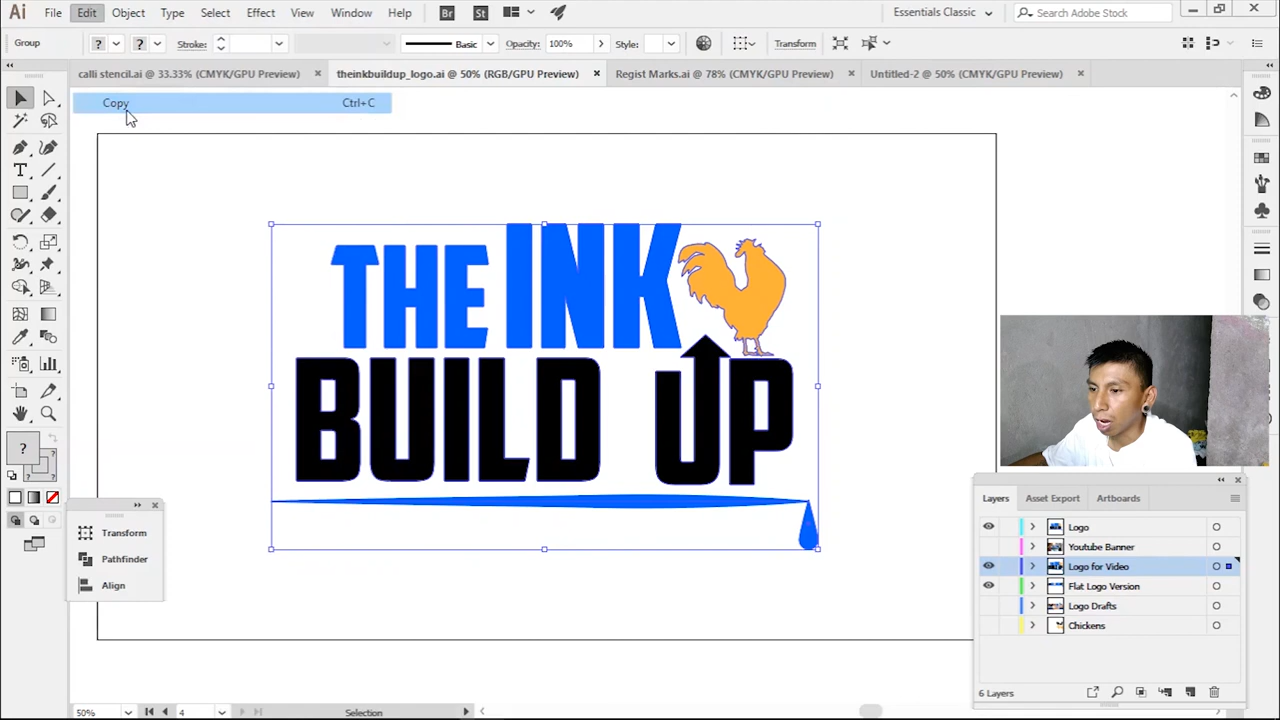 Ai File Edit Object Type Select Effect View Window Help Br St Essentials Classic Search Adobe Stock
Group Stroke: Basic Opacity: 100% Style: Transform
calli stencil.ai @ 33.33% (CMYK/GPU Preview) theinkbuildup_logo.ai @ 50% (RGB/GPU Preview) Regist Marks.ai @ 78% (CMYK/GPU Preview) Untitled-2 @ 50% (CMYK/GPU Preview)
Copy Ctrl+C
THE INK
BUILD UP
? ?
?
Transform
Pathfinder
Align
Layers Asset Export Artboards
Logo
Youtube Banner
Logo for Video
Flat Logo Version
Logo Drafts
Chickens
6 Layers
50% 4 Selection